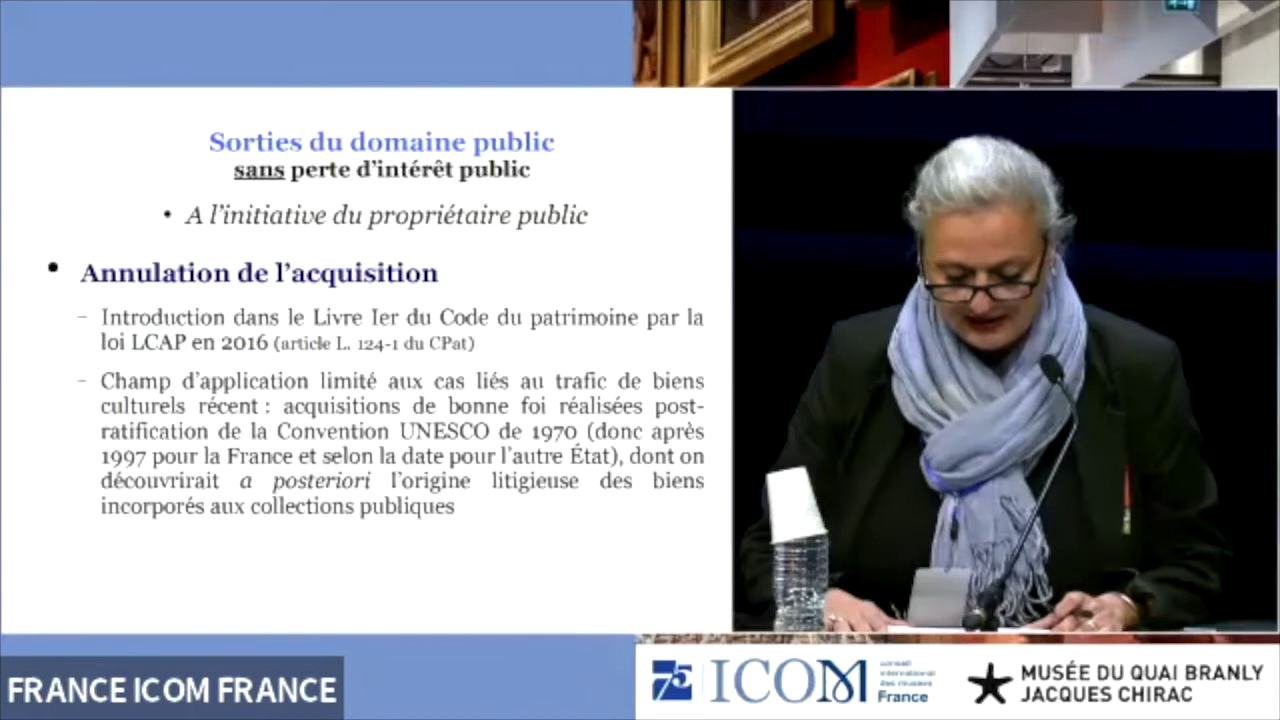 Sorties du domaine public
sans perte d'intérêt public
• A l'initiative du propriétaire public
• Annulation de l'acquisition
– Introduction dans le Livre Ier du Code du patrimoine par la
loi LCAP en 2016 (article L. 124-1 du CPat)
– Champ d'application limité aux cas liés au trafic de biens
culturels récent : acquisitions de bonne foi réalisées post-
ratification de la Convention UNESCO de 1970 (donc après
1997 pour la France et selon la date pour l'autre État), dont on
découvrirait a posteriori l'origine litigieuse des biens
incorporés aux collections publiques
FRANCE ICOM FRANCE
75
ICOM
conseil
international
des musées
France
MUSÉE DU QUAI BRANLY
JACQUES CHIRAC